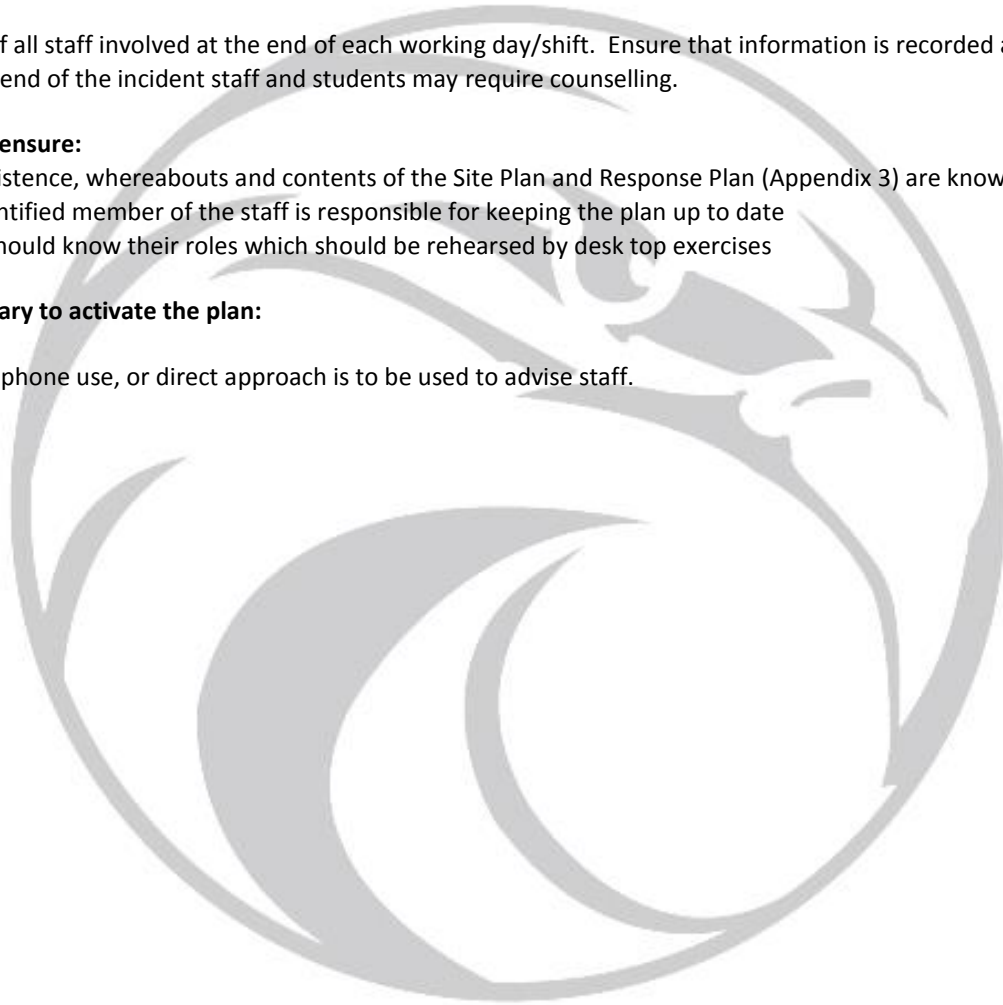 f all staff involved at the end of each working day/shift.  Ensure that information is recorded a
end of the incident staff and students may require counselling.
ensure:
istence, whereabouts and contents of the Site Plan and Response Plan (Appendix 3) are know
ntified member of the staff is responsible for keeping the plan up to date
hould know their roles which should be rehearsed by desk top exercises
ary to activate the plan:
phone use, or direct approach is to be used to advise staff.